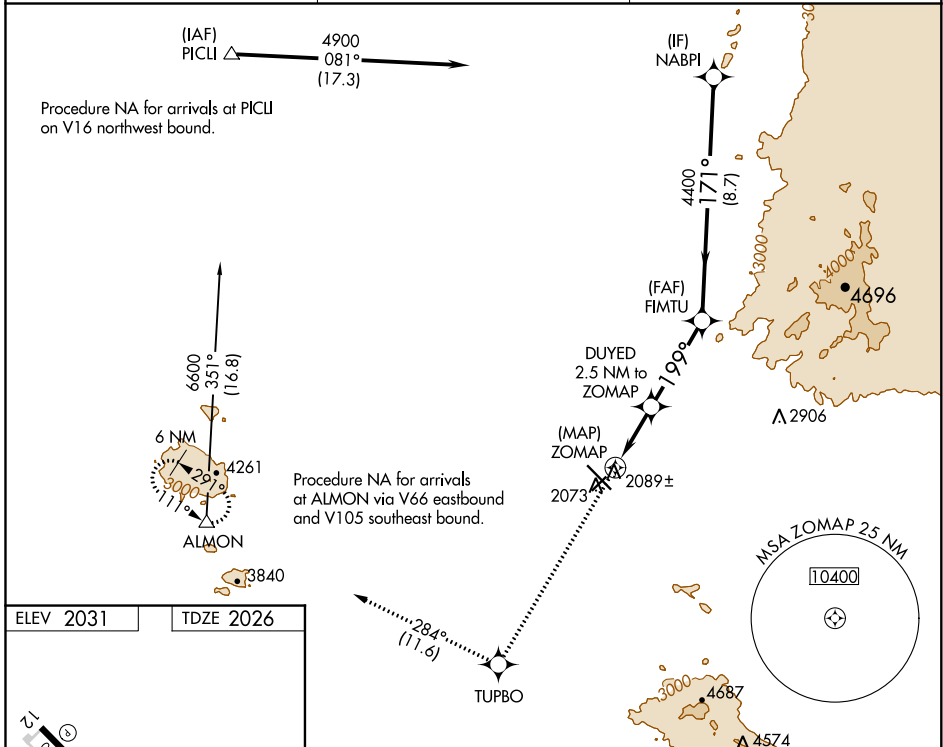 (IAF)
PICLI
4900
081°
(17.3)
(IF)
NABPI
Procedure NA for arrivals at PICLI
on V16 northwest bound.
4400
171°
(8.7)
3000
4000
4696
(FAF)
FIMTU
199°
DUYED
2.5 NM to
ZOMAP
2906
6600
351°
(16.8)
6 NM
4261
291°
3000
111°
ALMON
3840
(MAP)
ZOMAP
2073
2089±
Procedure NA for arrivals
at ALMON via V66 eastbound
and V105 southeast bound.
MSA ZOMAP 25 NM
10400
284°
(11.6)
TUPBO
3000
4687
4574
ELEV 2031
TDZE 2026
12
P